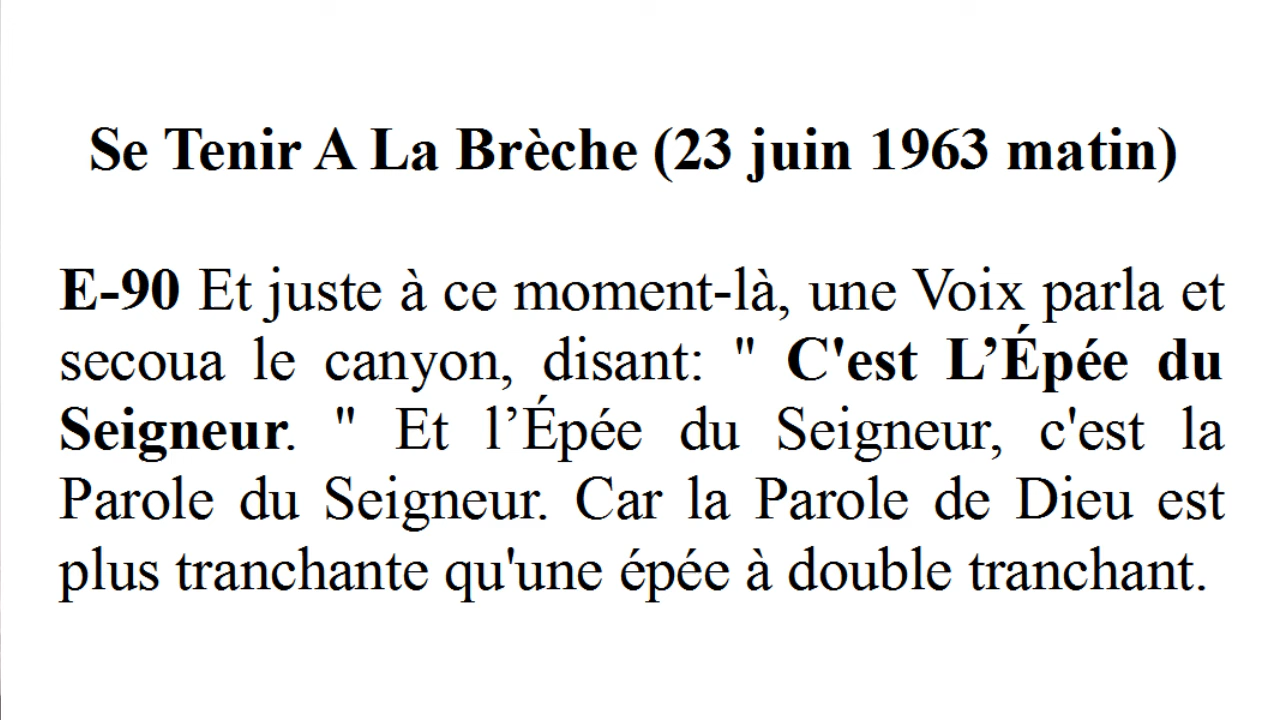 Se Tenir A La Brèche (23 juin 1963 matin)
E-90 Et juste à ce moment-là, une Voix parla et
secoua le canyon, disant: " C'est L’Épée du
Seigneur. " Et l’Épée du Seigneur, c'est la
Parole du Seigneur. Car la Parole de Dieu est
plus tranchante qu'une épée à double tranchant.